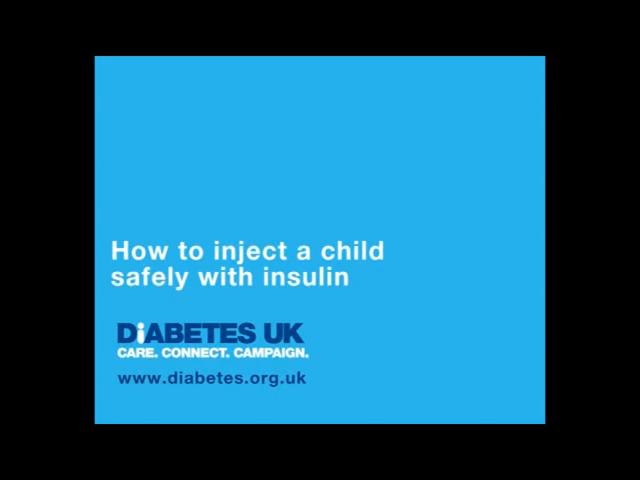 How to inject a child
safely with insulin
DiABETES UK
CARE. CONNECT. CAMPAIGN.
www.diabetes.org.uk